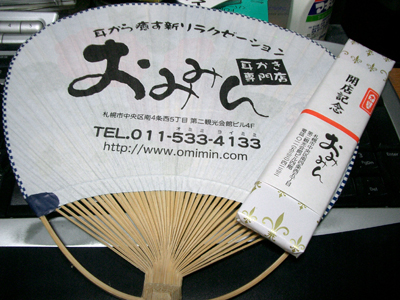 耳から癒す新リラクゼーション
おみみん
耳かき
専門店
札幌市中央区南4条西5丁目 第二観光会館ビル4F
TEL.011-533-4133
http://www.omimin.com
開店記念
おみみん